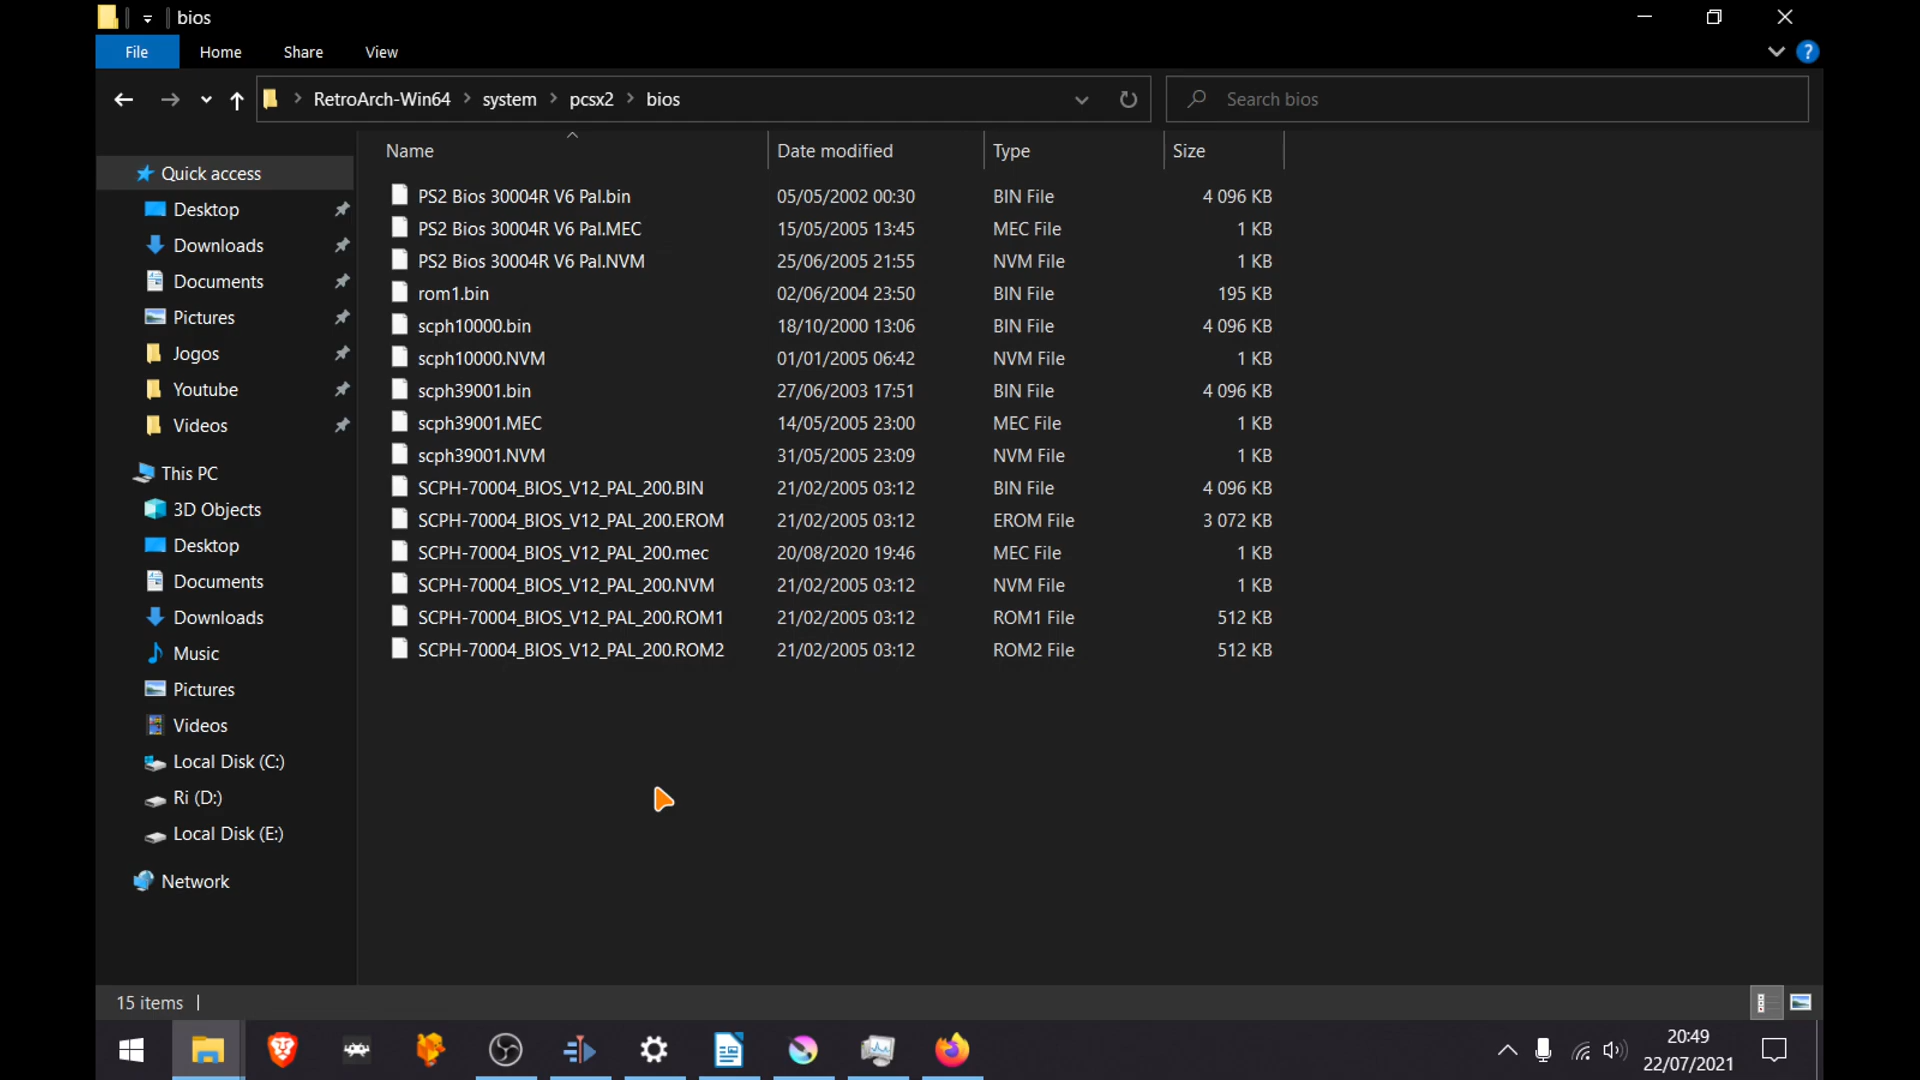 bios
File Home Share View
RetroArch-Win64 system pcsx2 bios Search bios
Name Date modified Type Size
Quick access
Desktop
Downloads
Documents
Pictures
Jogos
Youtube
Videos
This PC
3D Objects
Desktop
Documents
Downloads
Music
Pictures
Videos
Local Disk (C:)
Ri (D:)
Local Disk (E:)
Network
PS2 Bios 30004R V6 Pal.bin 05/05/2002 00:30 BIN File 4 096 KB
PS2 Bios 30004R V6 Pal.MEC 15/05/2005 13:45 MEC File 1 KB
PS2 Bios 30004R V6 Pal.NVM 25/06/2005 21:55 NVM File 1 KB
rom1.bin 02/06/2004 23:50 BIN File 195 KB
scph10000.bin 18/10/2000 13:06 BIN File 4 096 KB
scph10000.NVM 01/01/2005 06:42 NVM File 1 KB
scph39001.bin 27/06/2003 17:51 BIN File 4 096 KB
scph39001.MEC 14/05/2005 23:00 MEC File 1 KB
scph39001.NVM 31/05/2005 23:09 NVM File 1 KB
SCPH-70004_BIOS_V12_PAL_200.BIN 21/02/2005 03:12 BIN File 4 096 KB
SCPH-70004_BIOS_V12_PAL_200.EROM 21/02/2005 03:12 EROM File 3 072 KB
SCPH-70004_BIOS_V12_PAL_200.mec 20/08/2020 19:46 MEC File 1 KB
SCPH-70004_BIOS_V12_PAL_200.NVM 21/02/2005 03:12 NVM File 1 KB
SCPH-70004_BIOS_V12_PAL_200.ROM1 21/02/2005 03:12 ROM1 File 512 KB
SCPH-70004_BIOS_V12_PAL_200.ROM2 21/02/2005 03:12 ROM2 File 512 KB
15 items
20:49
22/07/2021